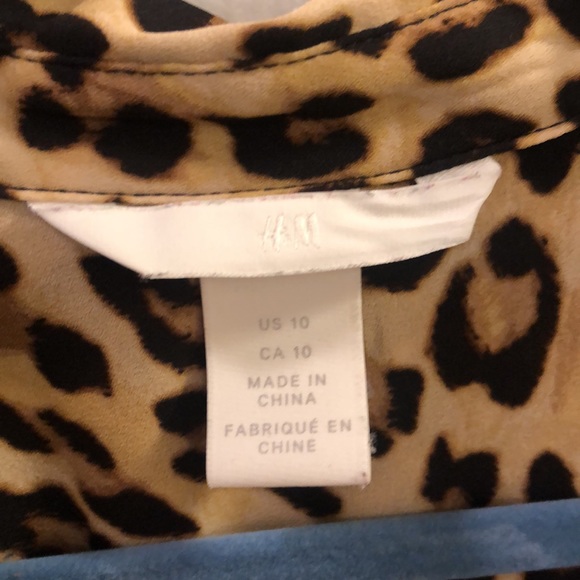 H&M
US 10
CA 10
MADE IN
CHINA
FABRIQUÉ EN
CHINE